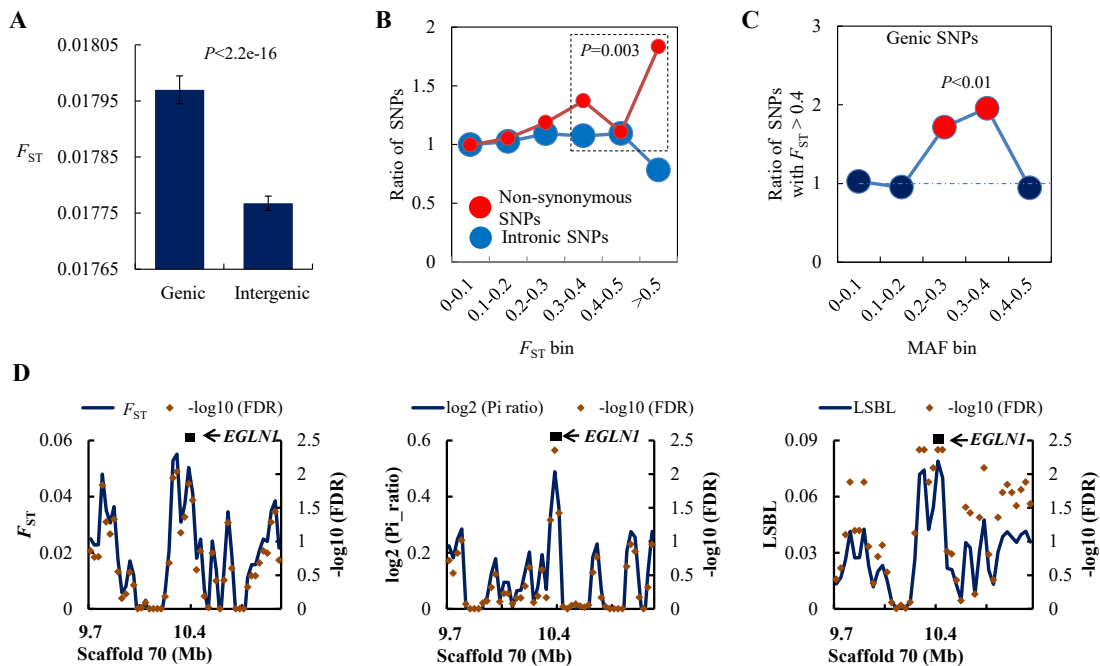 A
0.01805
0.01795
0.01785
0.01775
0.01765
FST
P<2.2e-16
Genic
Intergenic
B
2
1.5
1
0.5
0
Ratio of SNPs
P=0.003
Non-synonymous
SNPs
Intronic SNPs
0–0.1
0.1-0.2
0.2-0.3
0.3-0.4
0.4-0.5
>0.5
FST bin
C
3
2
1
0
Ratio of SNPs
with FST > 0.4
Genic SNPs
P<0.01
0–0.1
0.1-0.2
0.2-0.3
0.3-0.4
0.4-0.5
MAF bin
D
FST
-log10 (FDR)
EGLN1
0.06
0.04
0.02
0
FST
2.5
2
1.5
1
0.5
0
-log10 (FDR)
9.7
10.4
Scaffold 70 (Mb)
log2 (Pi ratio)
-log10 (FDR)
EGLN1
0.6
0.4
0.2
0
log2 (Pi_ratio)
2.5
2
1.5
1
0.5
0
-log10 (FDR)
9.7
10.4
Scaffold 70 (Mb)
LSBL
-log10 (FDR)
EGLN1
0.09
0.06
0.03
0
LSBL
2.5
2
1.5
1
0.5
0
-log10 (FDR)
9.7
10.4
Scaffold 70 (Mb)